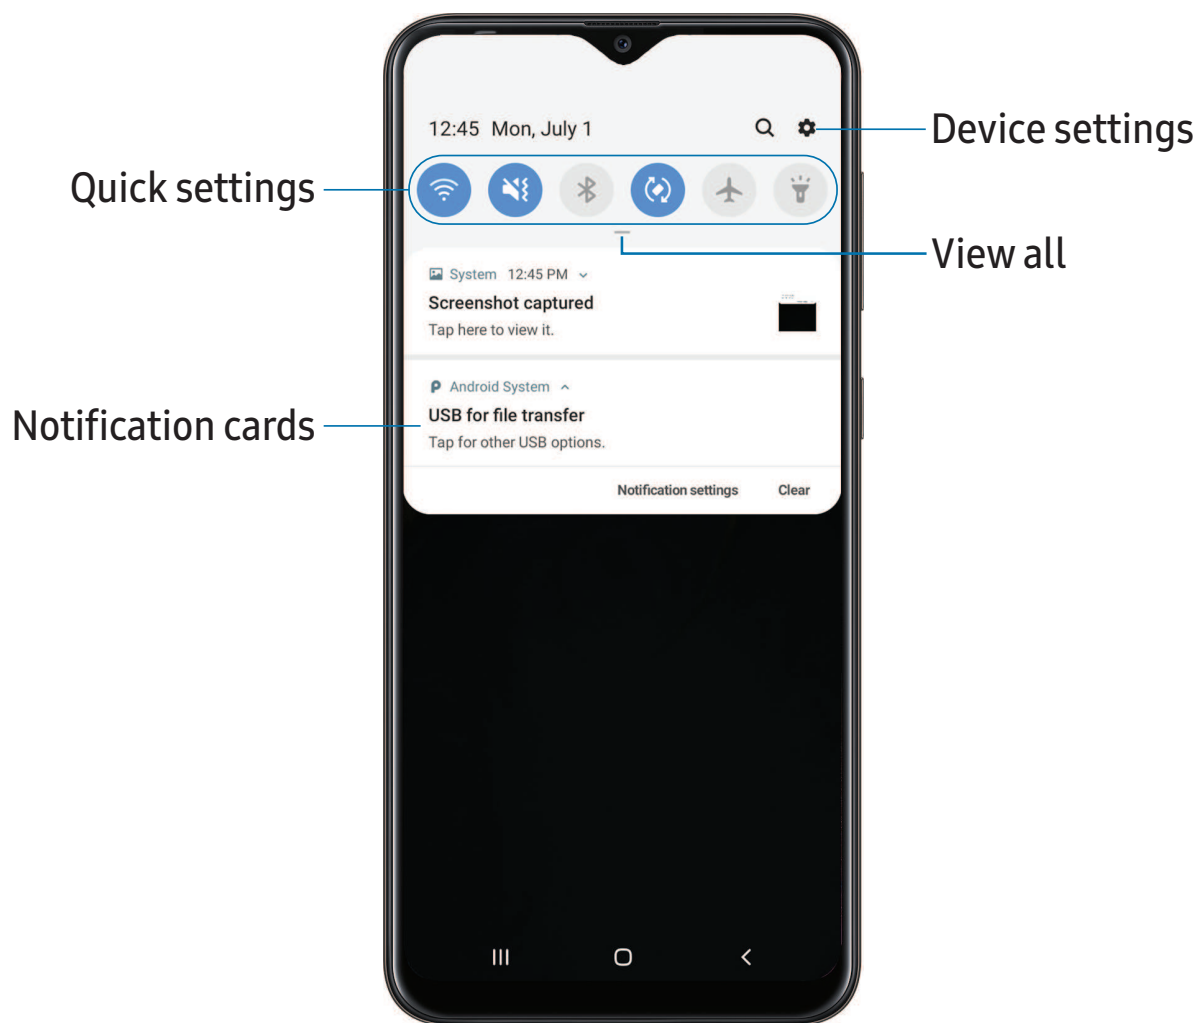 12:45 Mon, July 1
Device settings
Quick settings
View all
System 12:45 PM
Screenshot captured
Tap here to view it.
Android System
USB for file transfer
Notification cards
Tap for other USB options.
Notification settings Clear